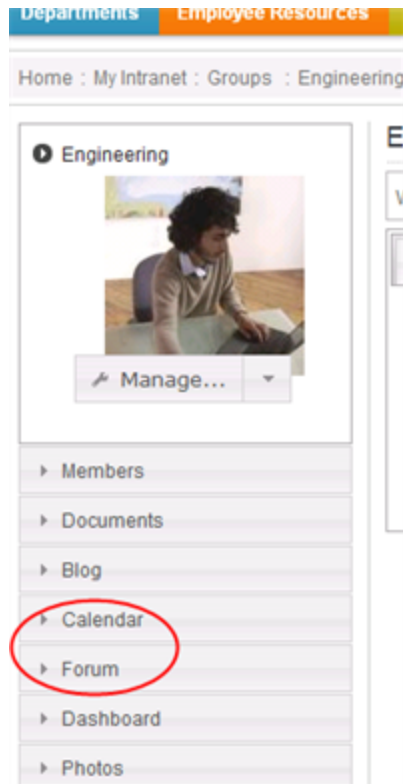 Departments Employee Resources
Home : My Intranet : Groups : Engineering
Engineering
Manage...
Members
Documents
Blog
Calendar
Forum
Dashboard
Photos